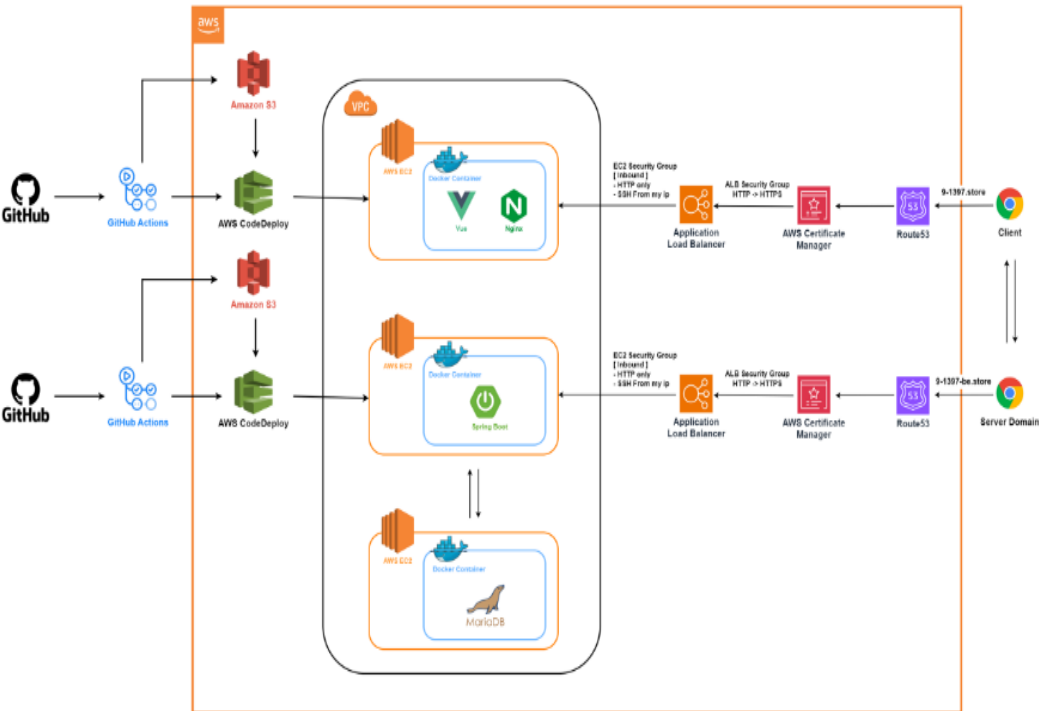 aws
Amazon S3
VPC
AWS EC2
Docker Container
Vue
Nginx
GitHub
GitHub Actions
AWS CodeDeploy
EC2 Security Group
[ Inbound ]
- HTTP only
- SSH From my ip
Application
Load Balancer
ALB Security Group
HTTP -> HTTPS
AWS Certificate
Manager
53
Route53
9-1397.store
Client
Amazon S3
AWS EC2
Docker Container
Spring Boot
GitHub
GitHub Actions
AWS CodeDeploy
EC2 Security Group
[ Inbound ]
- HTTP only
- SSH From my ip
Application
Load Balancer
ALB Security Group
HTTP -> HTTPS
AWS Certificate
Manager
53
Route53
9-1397-be.store
Server Domain
AWS EC2
Docker Container
MariaDB